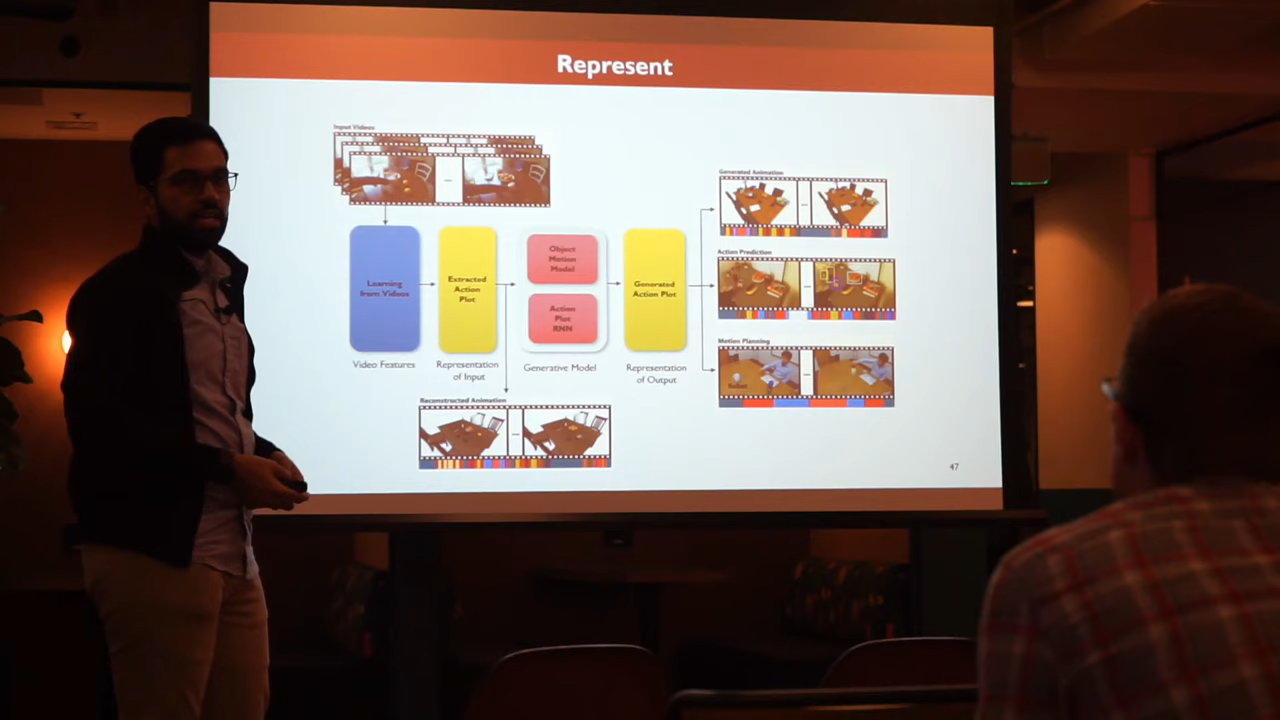 Represent
Input Videos
Generated Animation
Object
Motion
Model
Learning
from Videos
Extracted
Action
Plot
Generated
Action Plot
Action Prediction
Action
Plot
RNN
Video Features
Representation
of Input
Generative Model
Representation
of Output
Motion Planning
Robot
Reconstructed Animation
47